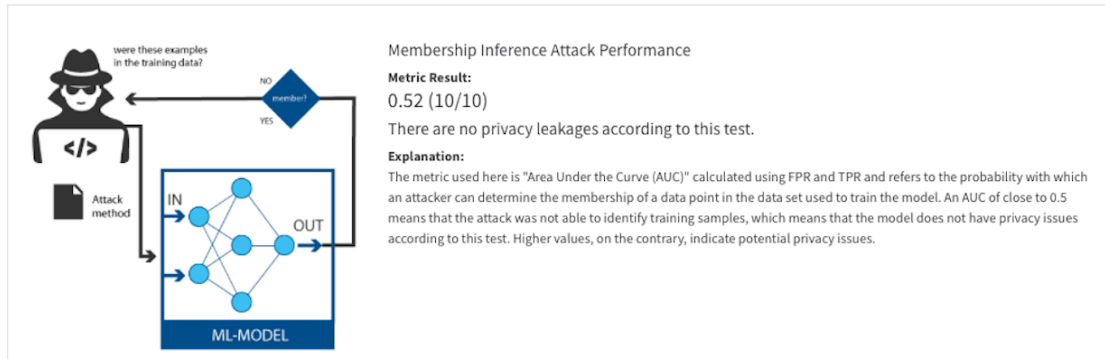 were these examples
in the training data?
NO
member?
YES
</>
Attack
method
IN
OUT
ML-MODEL
Membership Inference Attack Performance
Metric Result:
0.52 (10/10)
There are no privacy leakages according to this test.
Explanation:
The metric used here is "Area Under the Curve (AUC)" calculated using FPR and TPR and refers to the probability with which
an attacker can determine the membership of a data point in the data set used to train the model. An AUC of close to 0.5
means that the attack was not able to identify training samples, which means that the model does not have privacy issues
according to this test. Higher values, on the contrary, indicate potential privacy issues.